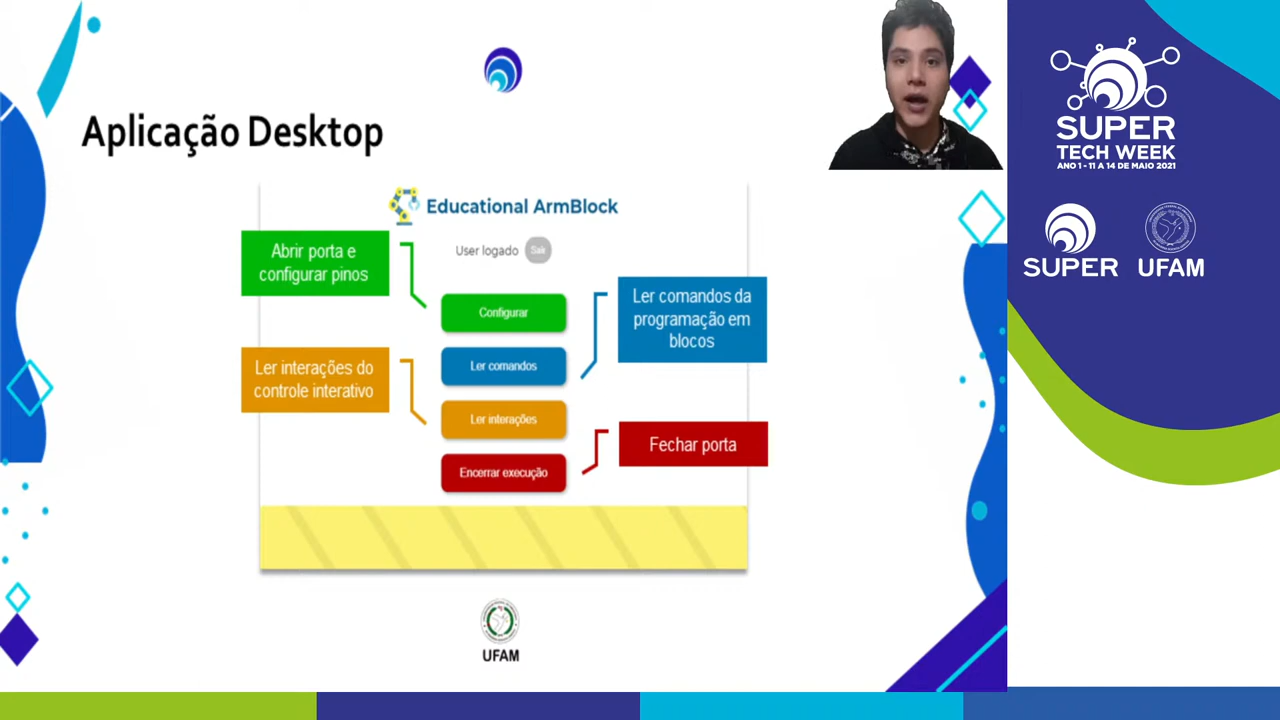 Aplicação Desktop
Educational ArmBlock
User logado
Sair
Abrir porta e
configurar pinos
Configurar
Ler comandos da
programação em
blocos
Ler comandos
Ler interações do
controle interativo
Ler interações
Fechar porta
Encerrar execução
UFAM
SUPER
TECH WEEK
ANO 1 - 11 A 14 DE MAIO 2021
SUPER
UFAM